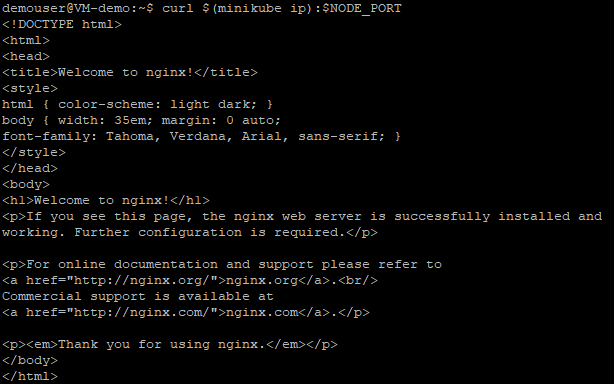 demouser@VM-demo:~$ curl $(minikube ip):$NODE_PORT
<!DOCTYPE html>
<html>
<head>
<title>Welcome to nginx!</title>
<style>
html { color-scheme: light dark; }
body { width: 35em; margin: 0 auto;
font-family: Tahoma, Verdana, Arial, sans-serif; }
</style>
</head>
<body>
<h1>Welcome to nginx!</h1>
<p>If you see this page, the nginx web server is successfully installed and
working. Further configuration is required.</p>

<p>For online documentation and support please refer to
<a href="http://nginx.org/">nginx.org</a>.<br/>
Commercial support is available at
<a href="http://nginx.com/">nginx.com</a>.</p>

<p><em>Thank you for using nginx.</em></p>
</body>
</html>